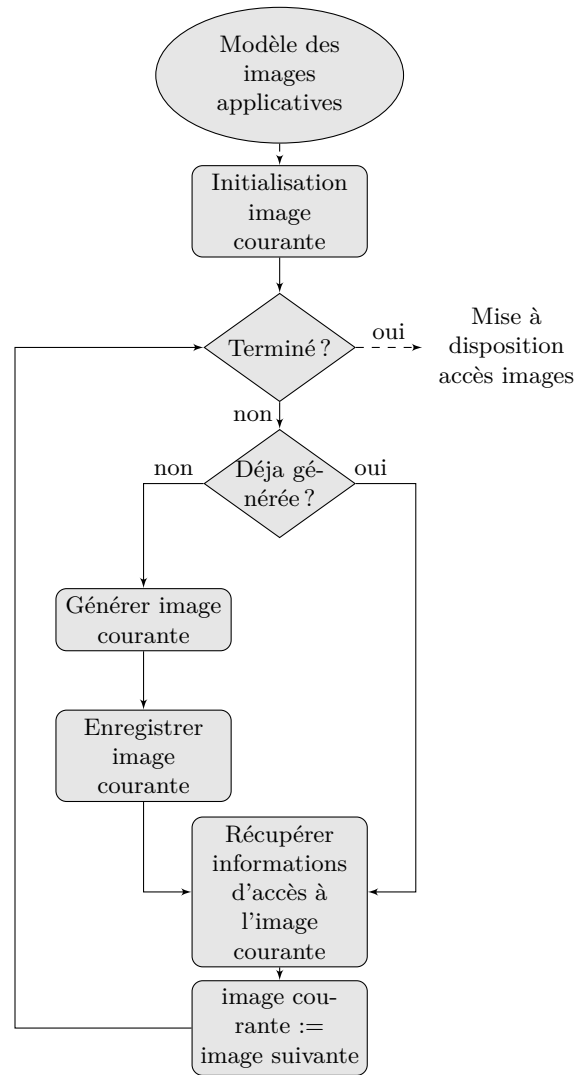 Modèle des
images
applicatives
Initialisation
image
courante
Terminé ?
oui
Mise à
disposition
accès images
non
non
Déja gé-
nérée ?
oui
Générer image
courante
Enregistrer
image
courante
Récupérer
informations
d'accès à
l'image
courante
image cou-
rante :=
image suivante